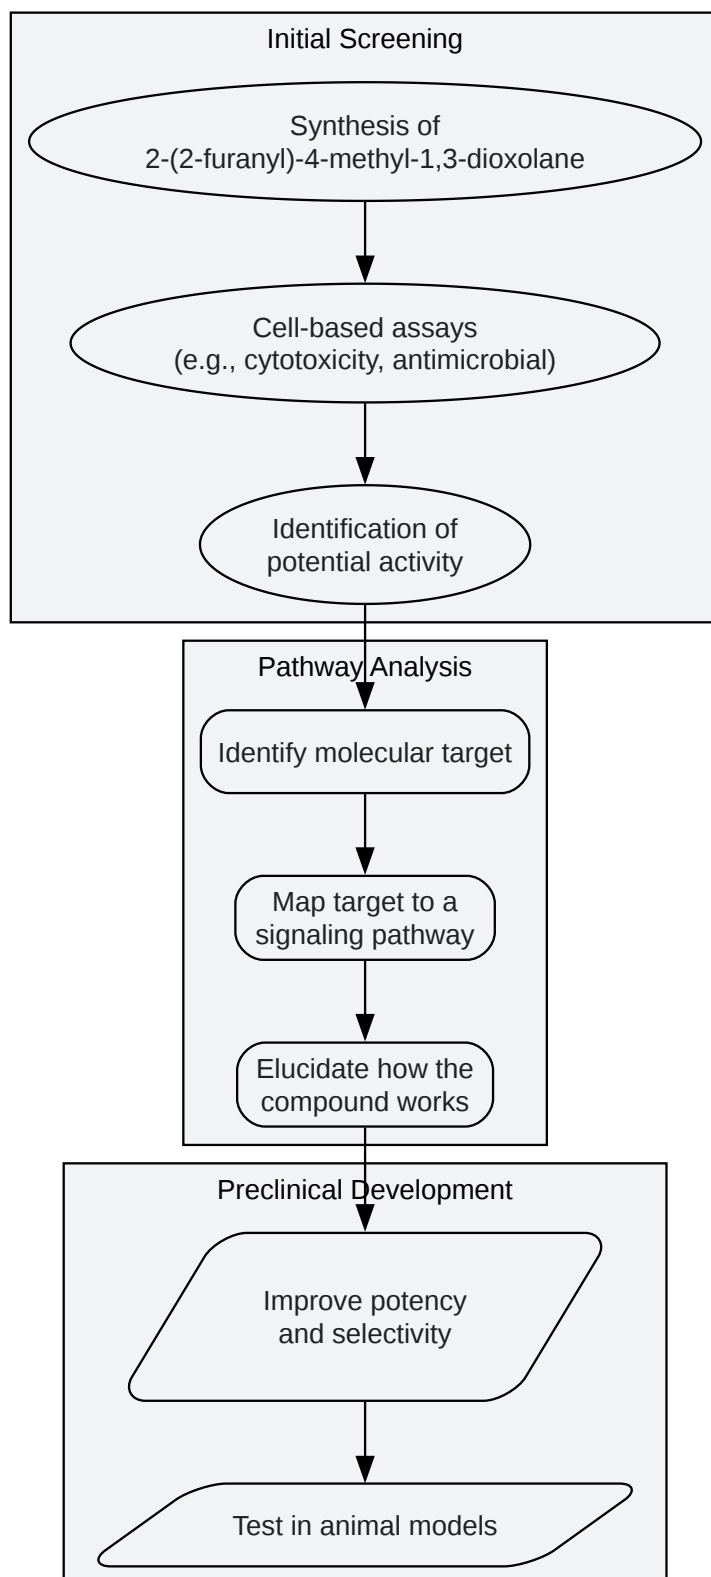 Initial Screening
Synthesis of
2-(2-furanyl)-4-methyl-1,3-dioxolane
Cell-based assays
(e.g., cytotoxicity, antimicrobial)
Identification of
potential activity
Pathway Analysis
Identify molecular target
Map target to a
signaling pathway
Elucidate how the
compound works
Preclinical Development
Improve potency
and selectivity
Test in animal models